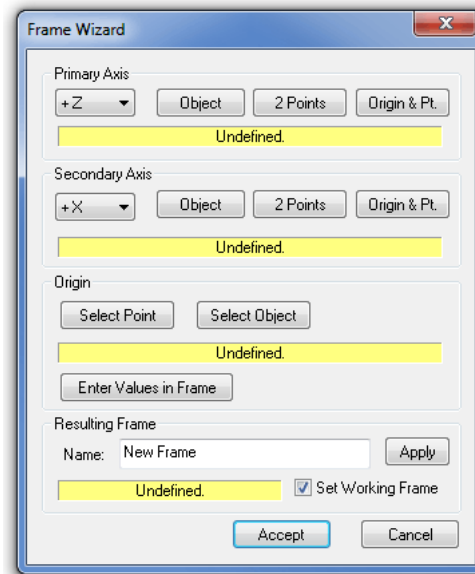 Frame Wizard
Primary Axis
+Z Object 2 Points Origin & Pt.
Undefined.
Secondary Axis
+X Object 2 Points Origin & Pt.
Undefined.
Origin
Select Point Select Object
Undefined.
Enter Values in Frame
Resulting Frame
Name: New Frame Apply
Undefined. Set Working Frame
Accept Cancel